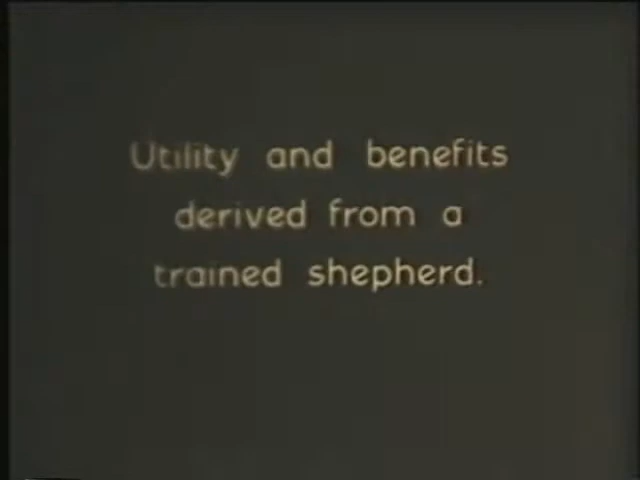 Utility and benefits
derived from a
trained shepherd.